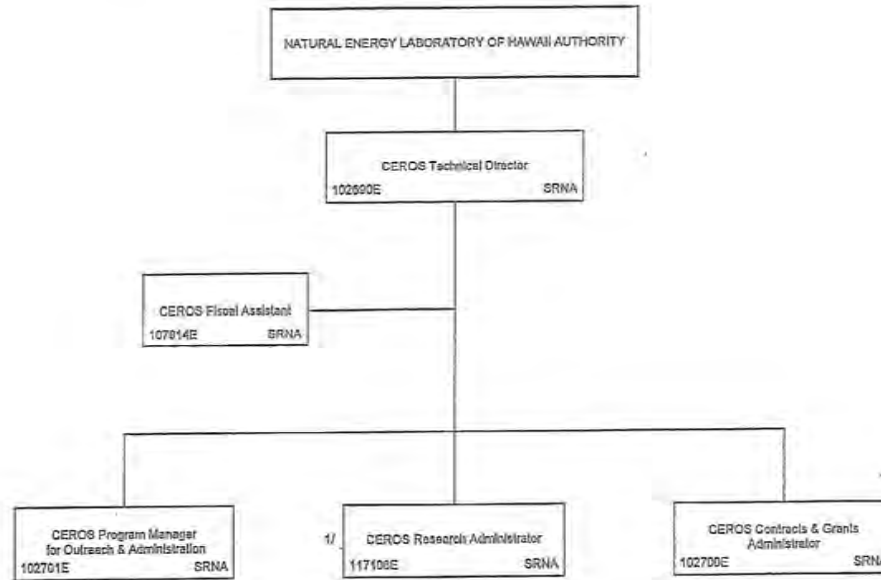 NATURAL ENERGY LABORATORY OF HAWAII AUTHORITY
CEROS Technical Director
102690E SRNA
CEROS Fiscal Assistant
107914E SRNA
CEROS Program Manager
for Outreach & Administration
102701E SRNA
1/
CEROS Research Administrator
117108E SRNA
CEROS Contracts & Grants
Administrator
102700E SRNA